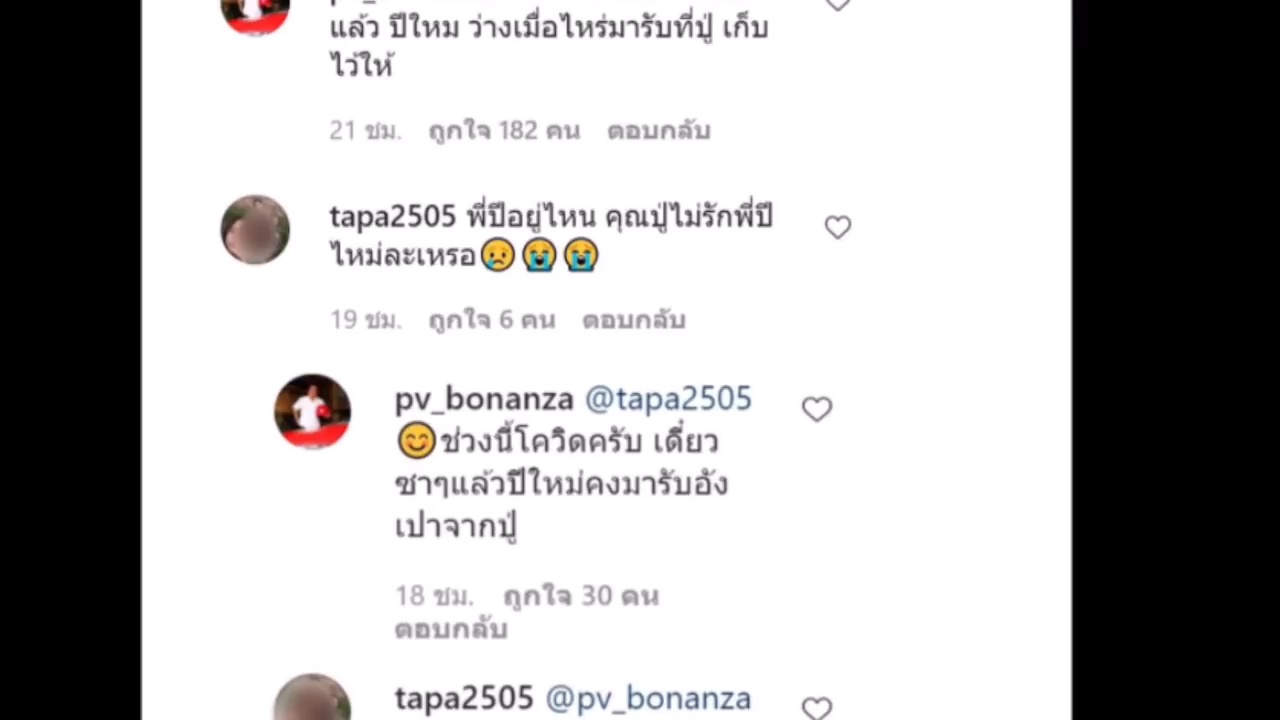 แล้ว ปีใหม ว่างเมื่อไหร่มารับที่ปู่ เก็บ
ไว้ให้
21 ชม. ถูกใจ 182 คน ตอบกลับ
tapa2505 พี่ปีอยู่ไหน คุณปู่ไม่รักพี่ปี
ไหม่ละเหรอ😢😭😭
19 ชม. ถูกใจ 6 คน ตอบกลับ
pv_bonanza @tapa2505
😊ช่วงนี้โควิดครับ เดี๋ยว
ซาๆแล้วปีใหม่คงมารับอัง
เปาจากปู่
18 ชม. ถูกใจ 30 คน
ตอบกลับ
tapa2505 @pv_bonanza